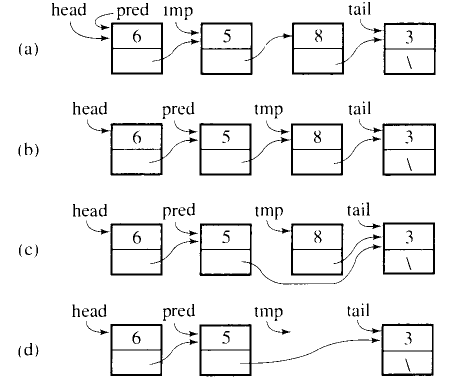 head pred tmp tail
(a) 6 5 8 3
\
head pred tmp tail
(b) 6 5 8 3
\
head pred tmp tail
(c) 6 5 8 3
\
head pred tmp tail
(d) 6 5 3
\